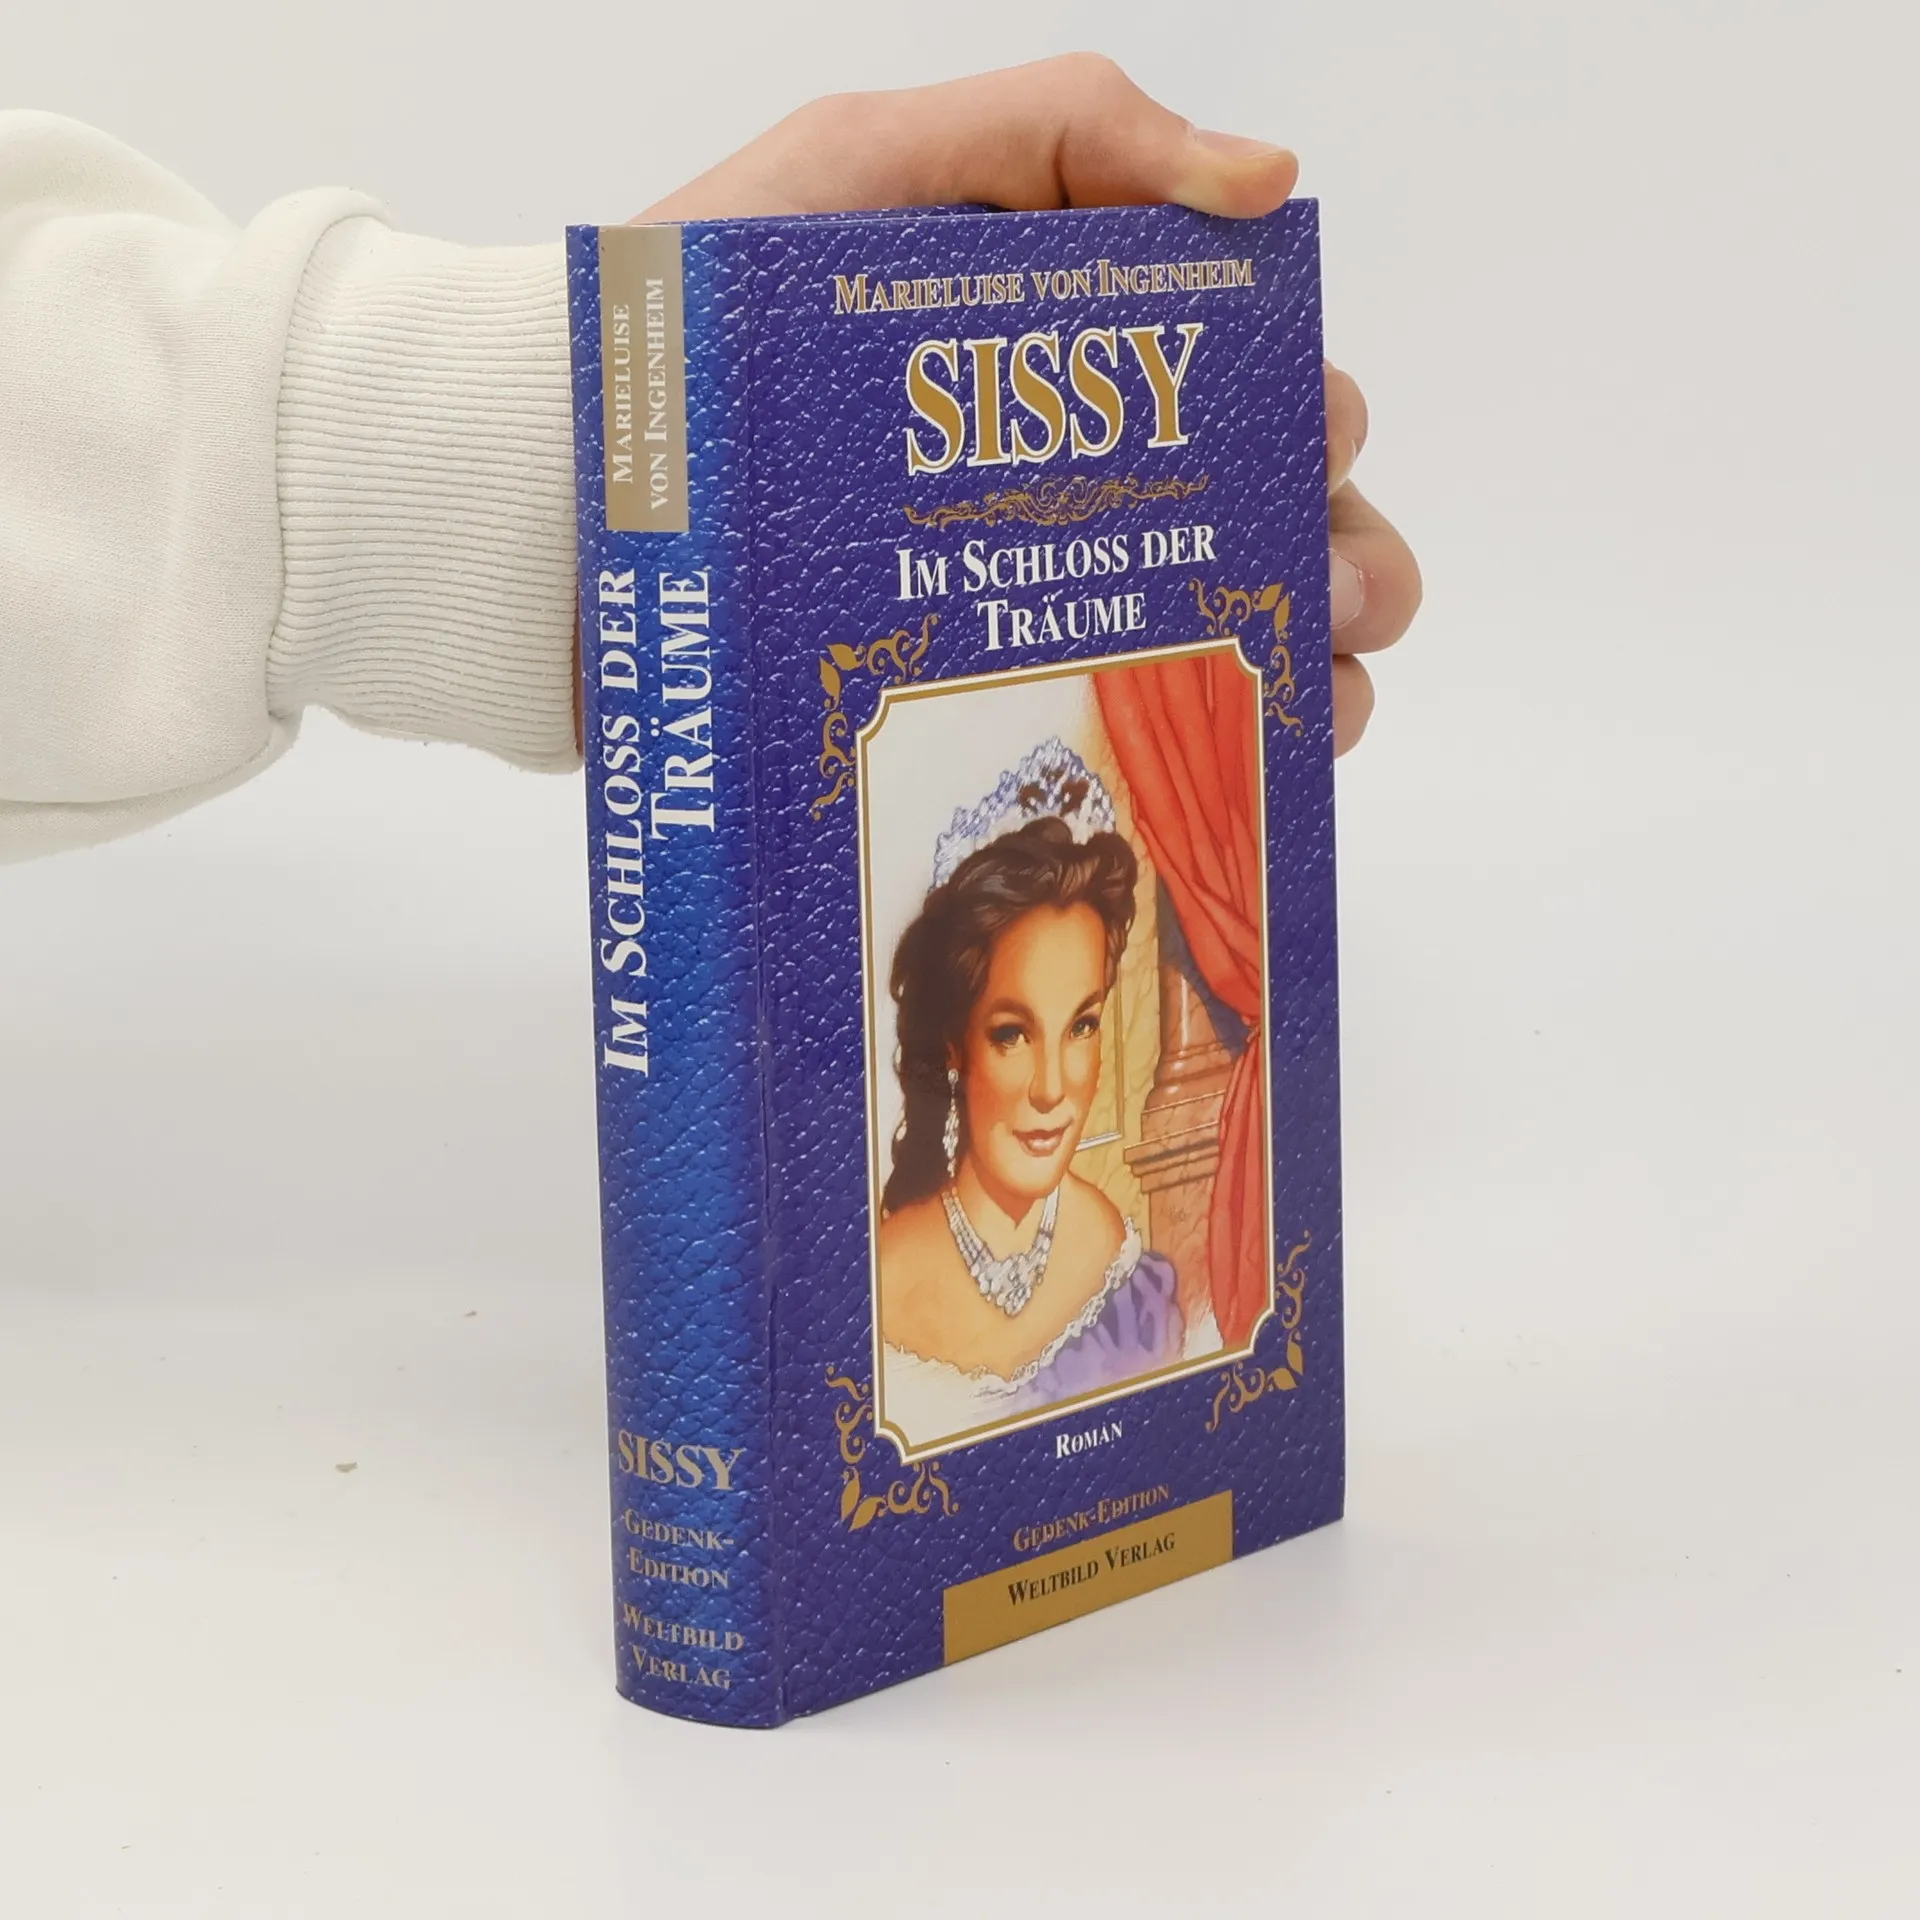 MARIELUISE
VON INGENHEIM
IM SCHLOSS DER
TRÄUME
SISSY
GEDENK-
EDITION
WELTBILD
VERLAG
MARIELUISE VON INGENHEIM
SISSY
IM SCHLOSS DER
TRÄUME
ROMAN
GEDENK-EDITION
WELTBILD VERLAG